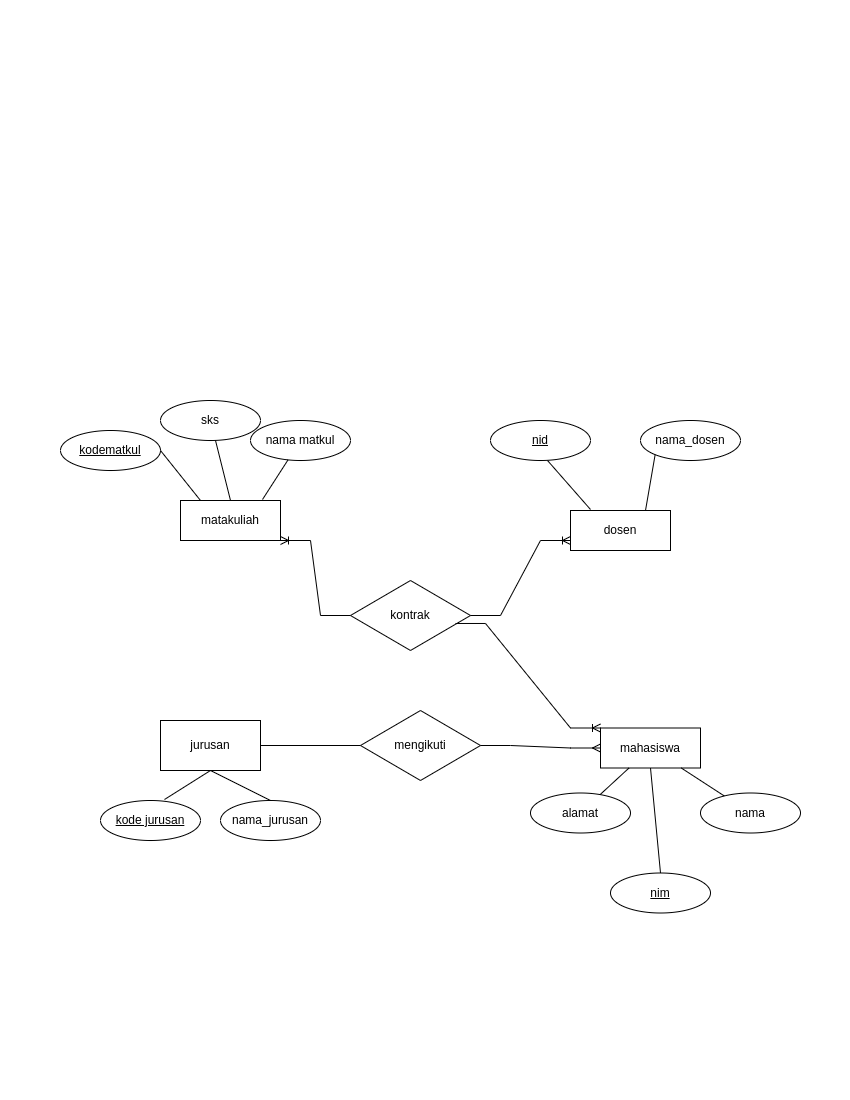 sks
kodematkul
nama matkul
nid
nama_dosen
matakuliah
dosen
kontrak
jurusan
mengikuti
mahasiswa
kode jurusan
nama_jurusan
alamat
nama
nim